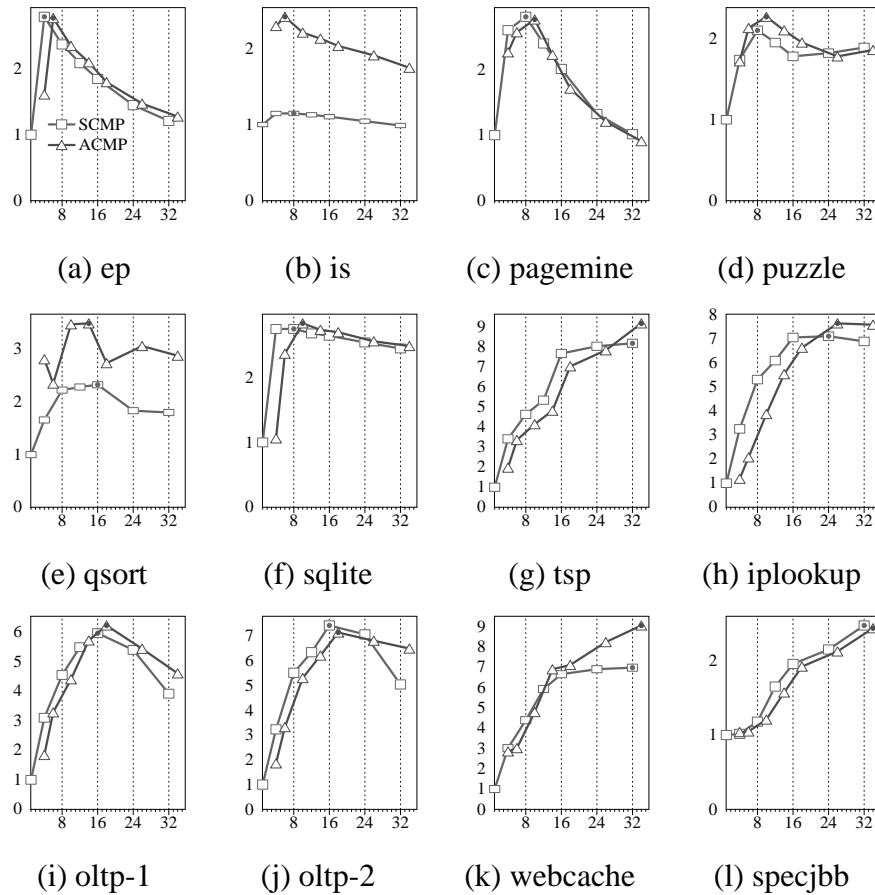 2
SCMP
ACMP
1
0
8 16 24 32
(a) ep
2
1
0
8 16 24 32
(b) is
2
1
0
8 16 24 32
(c) pagemine
2
1
0
8 16 24 32
(d) puzzle
3
2
1
0
8 16 24 32
(e) qsort
2
1
0
8 16 24 32
(f) sqlite
9
8
7
6
5
4
3
2
1
0
8 16 24 32
(g) tsp
8
7
6
5
4
3
2
1
0
8 16 24 32
(h) iplookup
6
5
4
3
2
1
0
8 16 24 32
(i) oltp-1
7
6
5
4
3
2
1
0
8 16 24 32
(j) oltp-2
9
8
7
6
5
4
3
2
1
0
8 16 24 32
(k) webcache
2
1
0
8 16 24 32
(l) specjbb